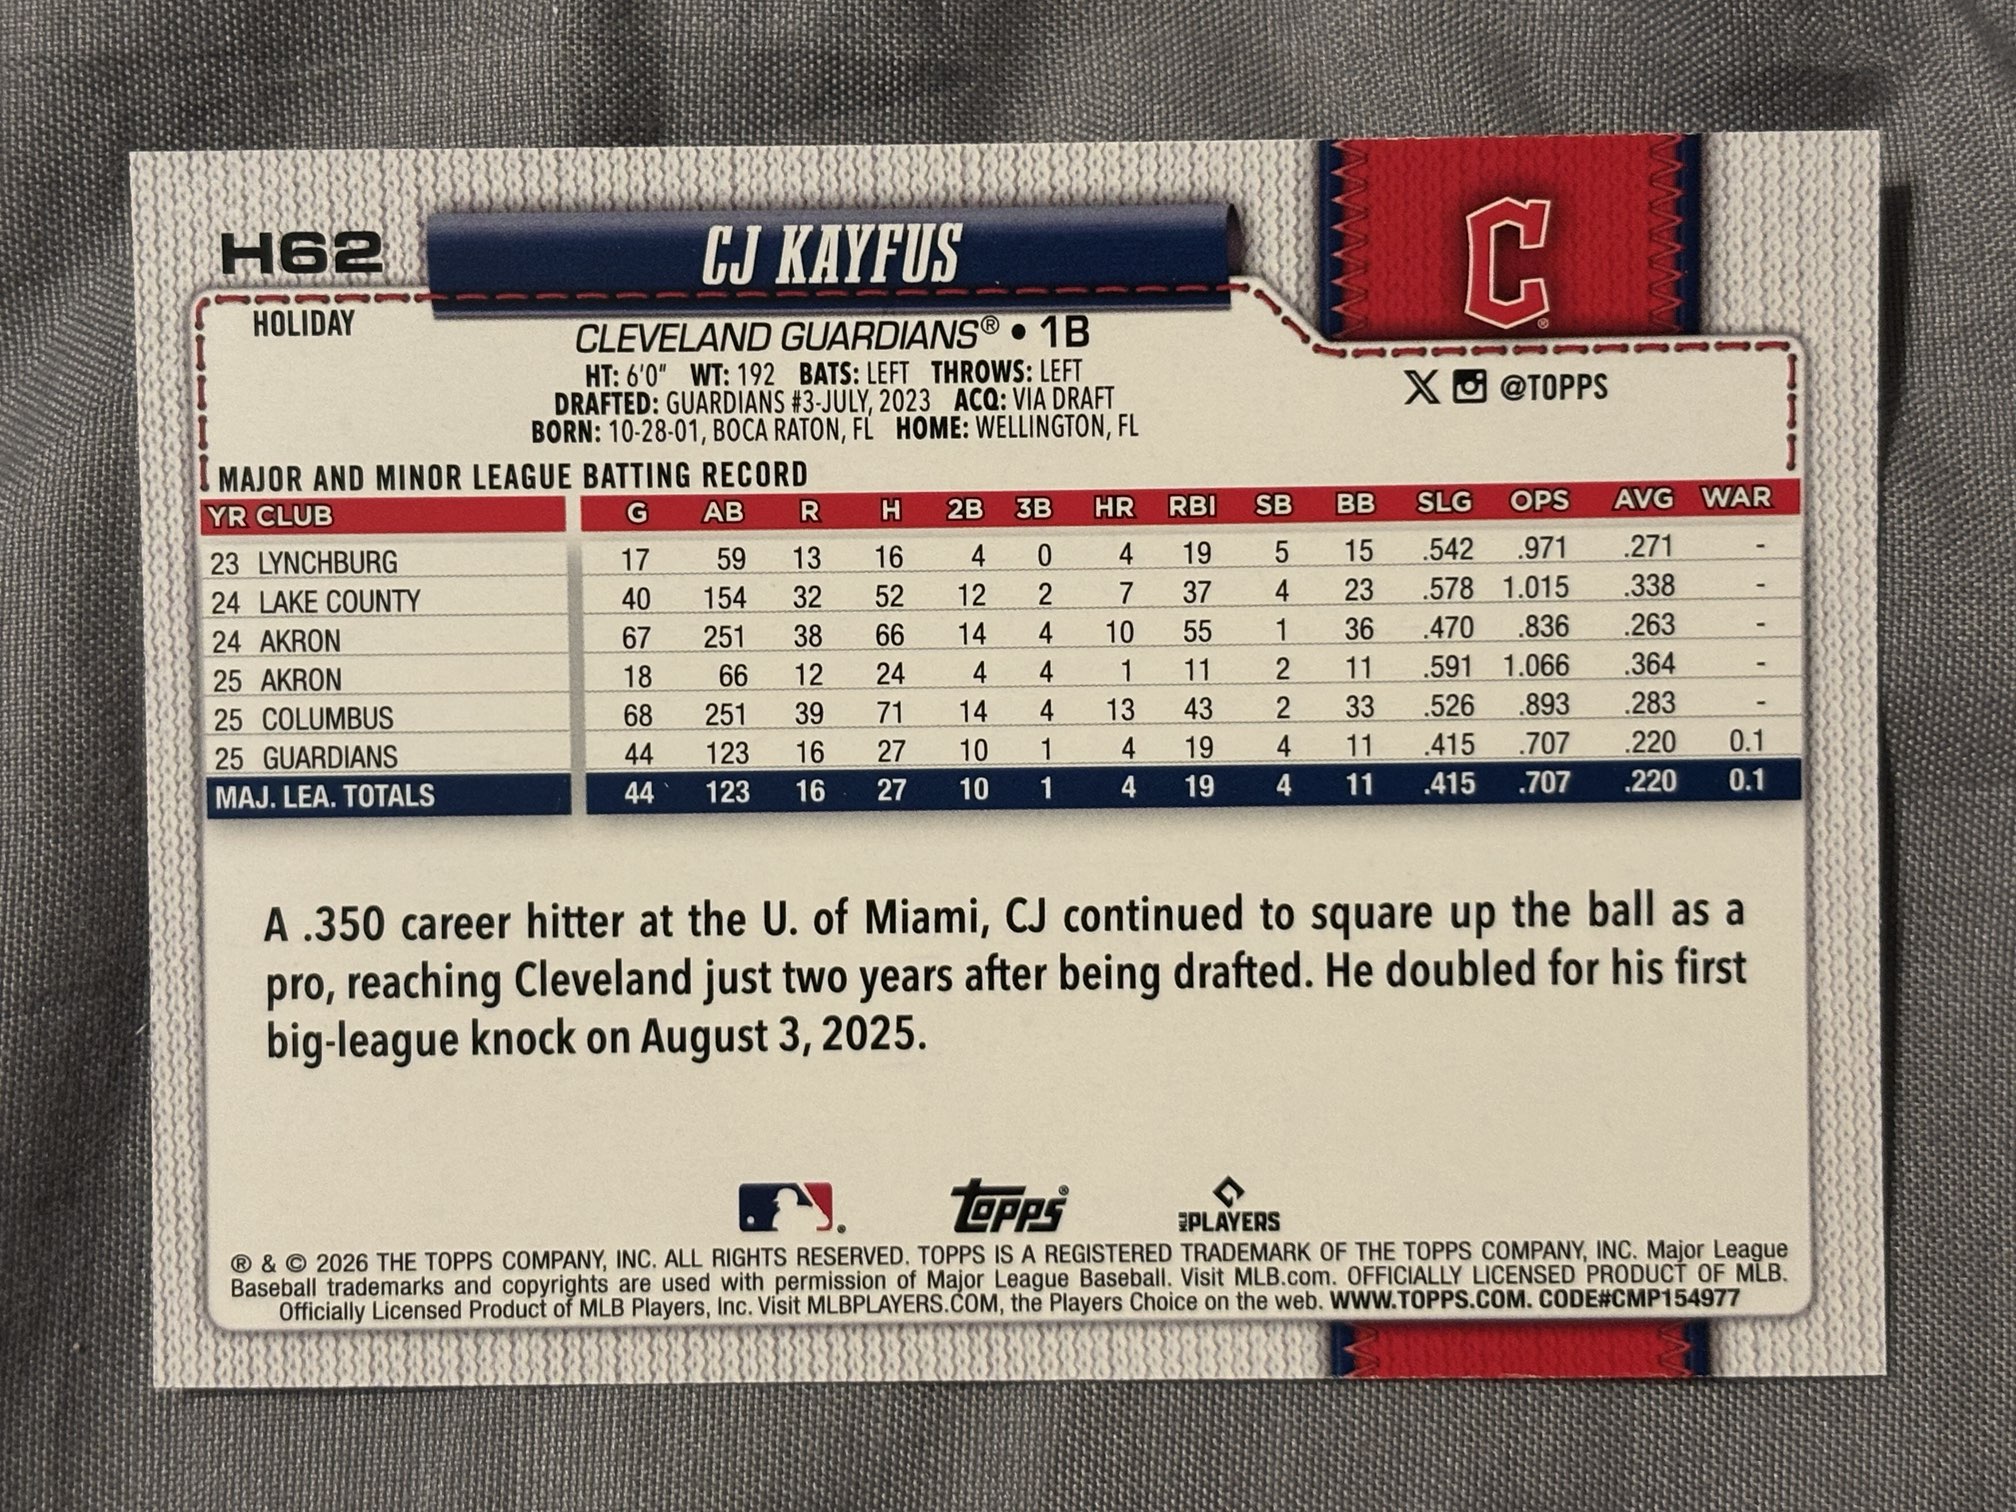 H62
CJ KAYFUS
C
HOLIDAY
CLEVELAND GUARDIANS® • 1B
HT: 6'0" WT: 192 BATS: LEFT THROWS: LEFT
@TOPPS
DRAFTED: GUARDIANS #3-JULY, 2023 ACQ: VIA DRAFT
BORN: 10-28-01, BOCA RATON, FL HOME: WELLINGTON, FL
MAJOR AND MINOR LEAGUE BATTING RECORD
YR CLUB G AB R H 2B 3B HR RBI SB BB SLG OPS AVG WAR
23 LYNCHBURG 17 59 13 16 4 0 4 19 5 15 .542 .971 .271 -
24 LAKE COUNTY 40 154 32 52 12 2 7 37 4 23 .578 1.015 .338 -
24 AKRON 67 251 38 66 14 4 10 55 1 36 .470 .836 .263 -
25 AKRON 18 66 12 24 4 4 1 11 2 11 .591 1.066 .364 -
25 COLUMBUS 68 251 39 71 14 4 13 43 2 33 .526 .893 .283 -
25 GUARDIANS 44 123 16 27 10 1 4 19 4 11 .415 .707 .220 0.1
MAJ. LEA. TOTALS 44 123 16 27 10 1 4 19 4 11 .415 .707 .220 0.1
A .350 career hitter at the U. of Miami, CJ continued to square up the ball as a
pro, reaching Cleveland just two years after being drafted. He doubled for his first
big-league knock on August 3, 2025.
Topps® MLB PLAYERS
® & © 2026 THE TOPPS COMPANY, INC. ALL RIGHTS RESERVED. TOPPS IS A REGISTERED TRADEMARK OF THE TOPPS COMPANY, INC. Major League
Baseball trademarks and copyrights are used with permission of Major League Baseball. Visit MLB.com. OFFICIALLY LICENSED PRODUCT OF MLB.
Officially Licensed Product of MLB Players, Inc. Visit MLBPLAYERS.COM, the Players Choice on the web. WWW.TOPPS.COM. CODE#CMP154977